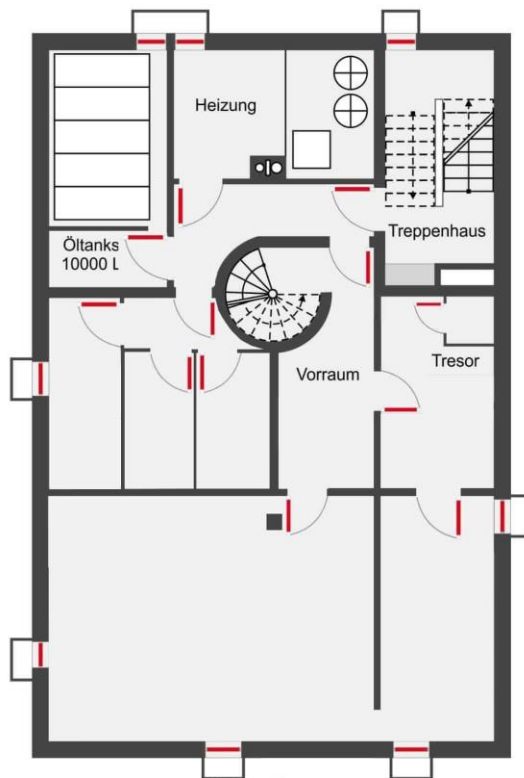 Heizung
Treppenhaus
Öltanks
10000 L
Vorraum
Tresor